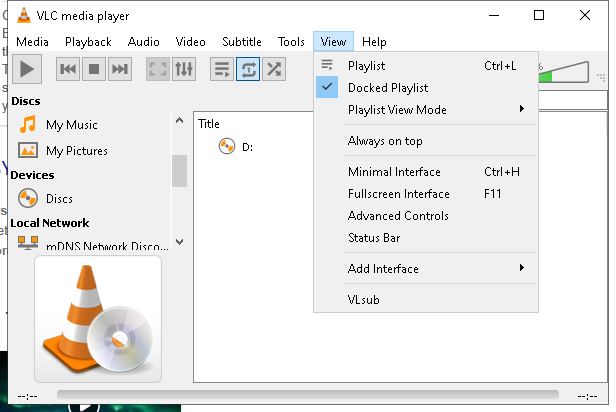 VLC media player
Media Playback Audio Video Subtitle Tools View Help
Discs
My Music
My Pictures
Devices
Discs
Local Network
mDNS Network Disco...
Title
D:
Playlist Ctrl+L
Docked Playlist
Playlist View Mode
Always on top
Minimal Interface Ctrl+H
Fullscreen Interface F11
Advanced Controls
Status Bar
Add Interface
VLsub
%
--:-- --:--